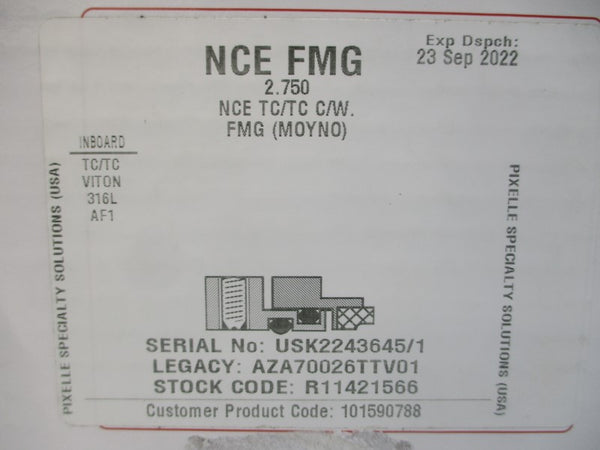 NCE FMG
Exp Dspch:
23 Sep 2022
2.750
NCE TC/TC C/W.
FMG (MOYNO)
INBOARD
TC/TC
VITON
316L
AF1
PIXELLE SPECIALTY SOLUTIONS (USA)
PIXELLE SPECIALTY SOLUTIONS (USA)
SERIAL No: USK2243645/1
LEGACY: AZA70026TTV01
STOCK CODE: R11421566
Customer Product Code: 101590788